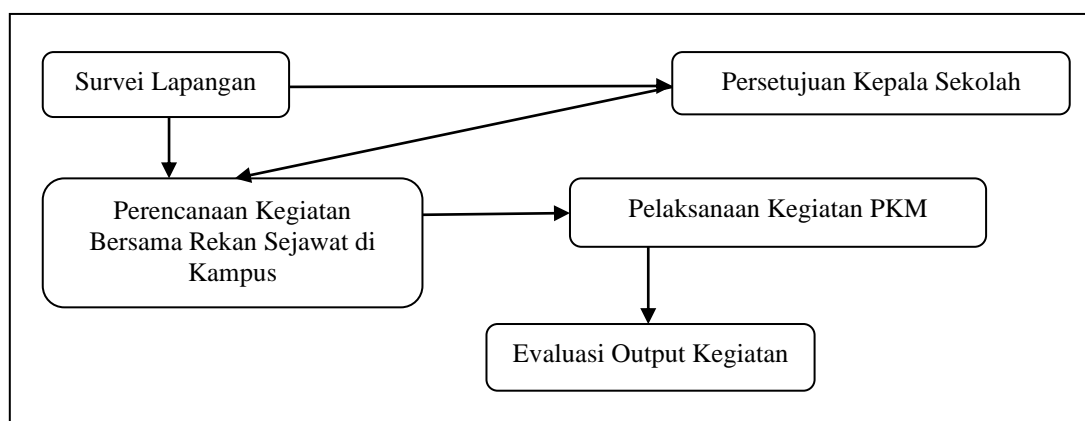 Survei Lapangan
Persetujuan Kepala Sekolah
Perencanaan Kegiatan
Bersama Rekan Sejawat di
Kampus
Pelaksanaan Kegiatan PKM
Evaluasi Output Kegiatan